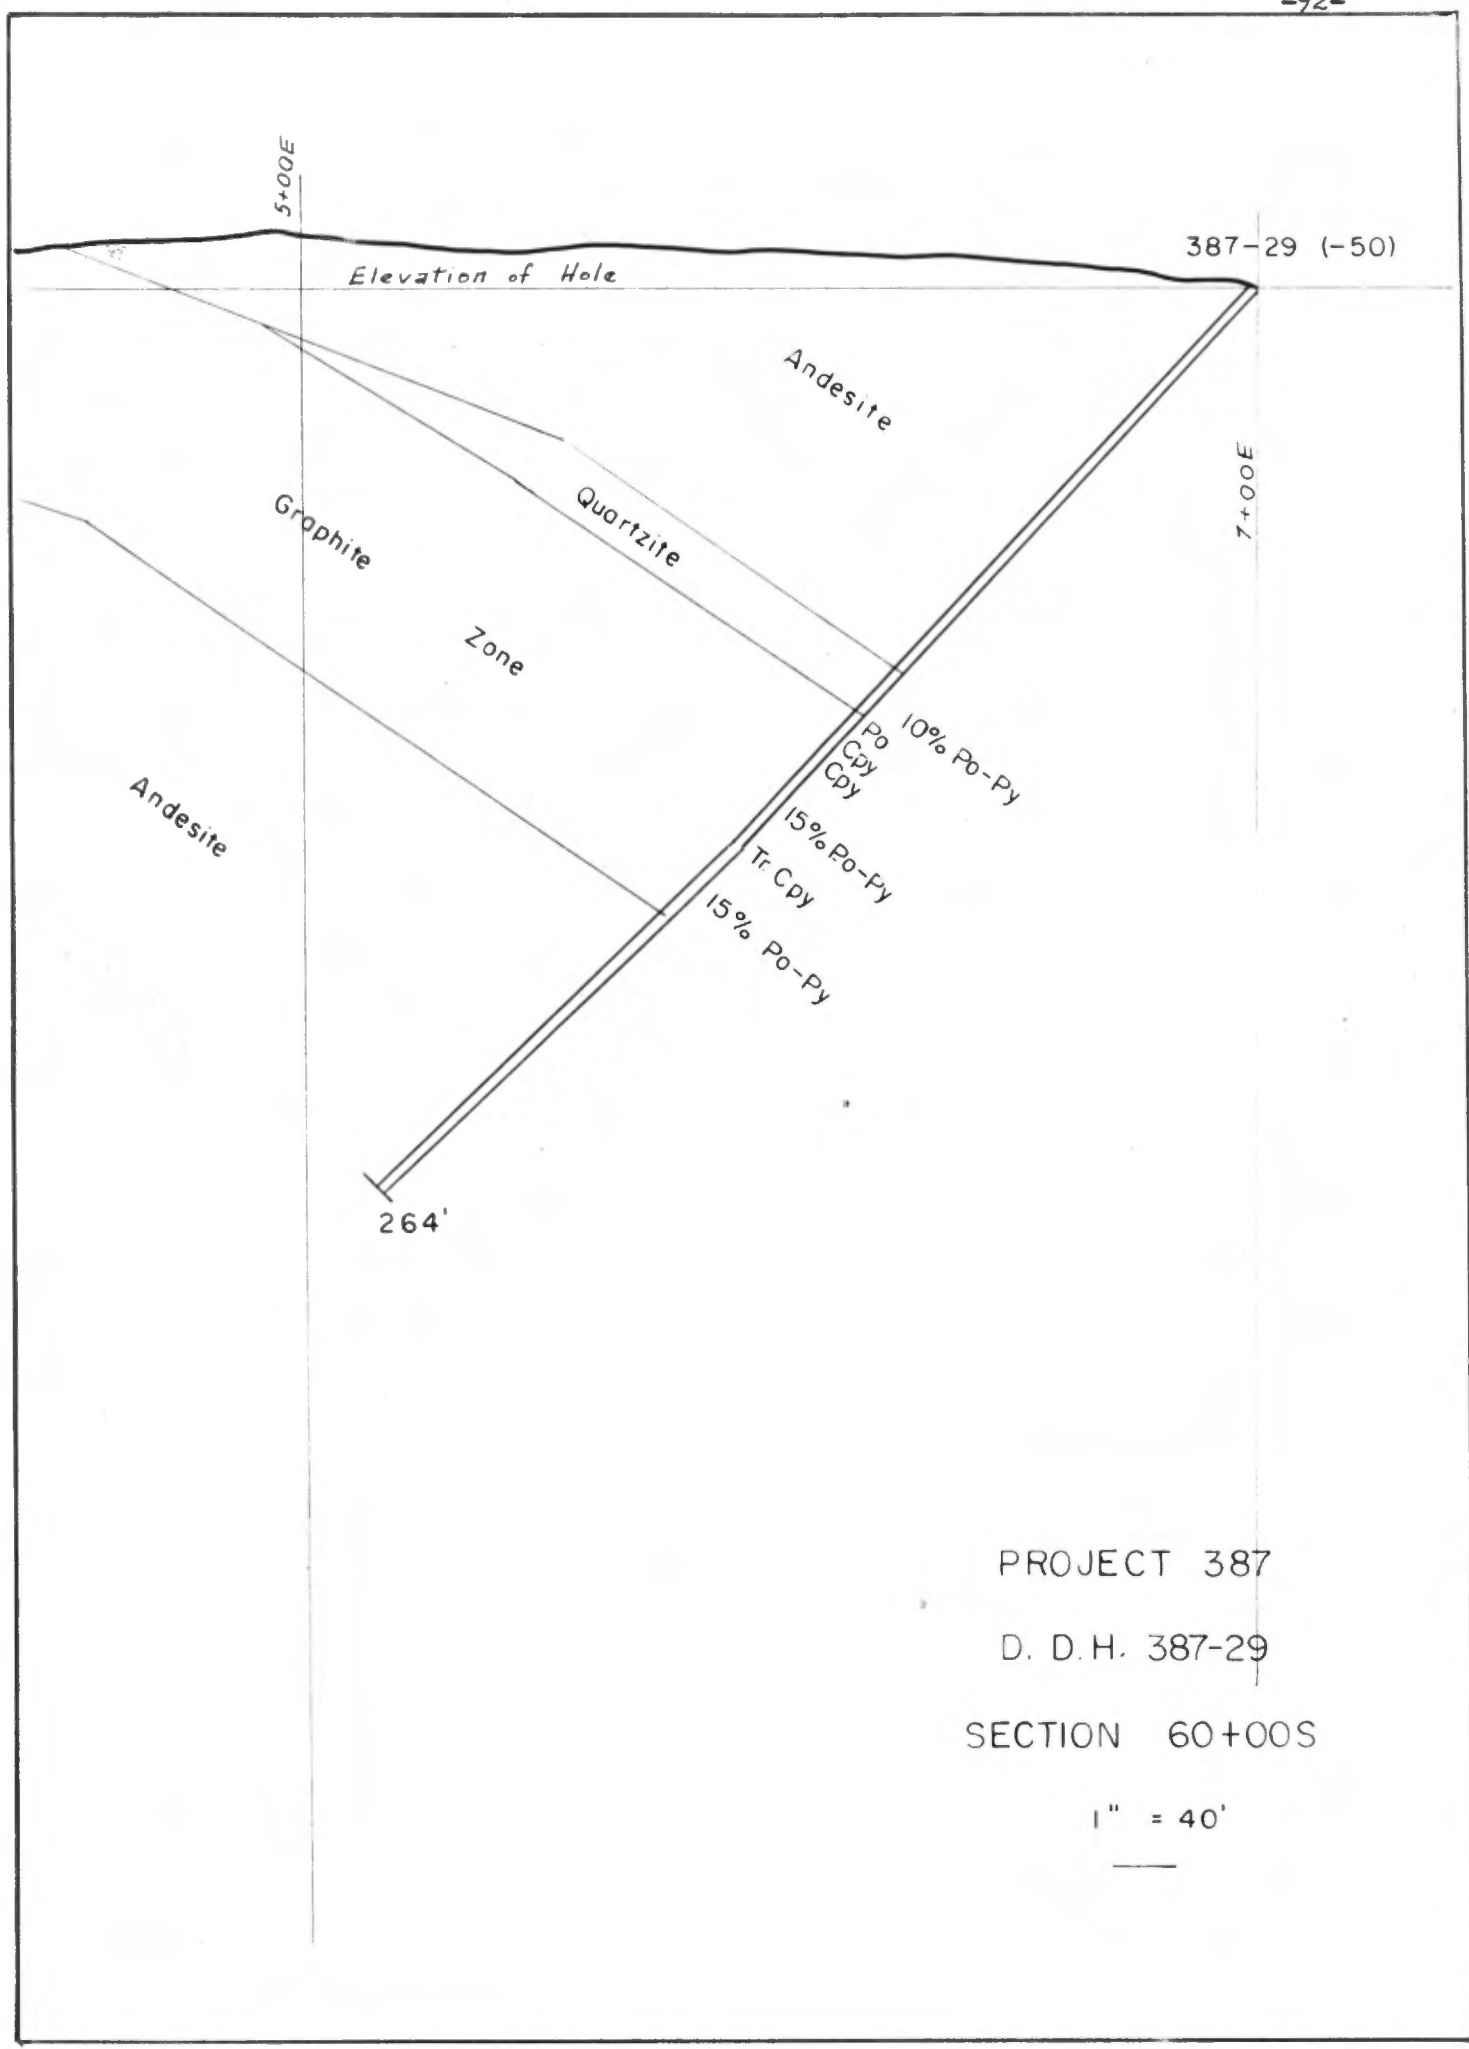 -92-
5+00E
387-29 (-50)
Elevation of Hole
Andesite
7+00E
Quartzite
Graphite
Zone
10% Po-Py
Po
Cpy
Cpy
Andesite
15% Po-Py
Tr. Cpy
15% Po-Py
264'
PROJECT 387
D. D. H. 387-29
SECTION 60+00S
1" = 40'